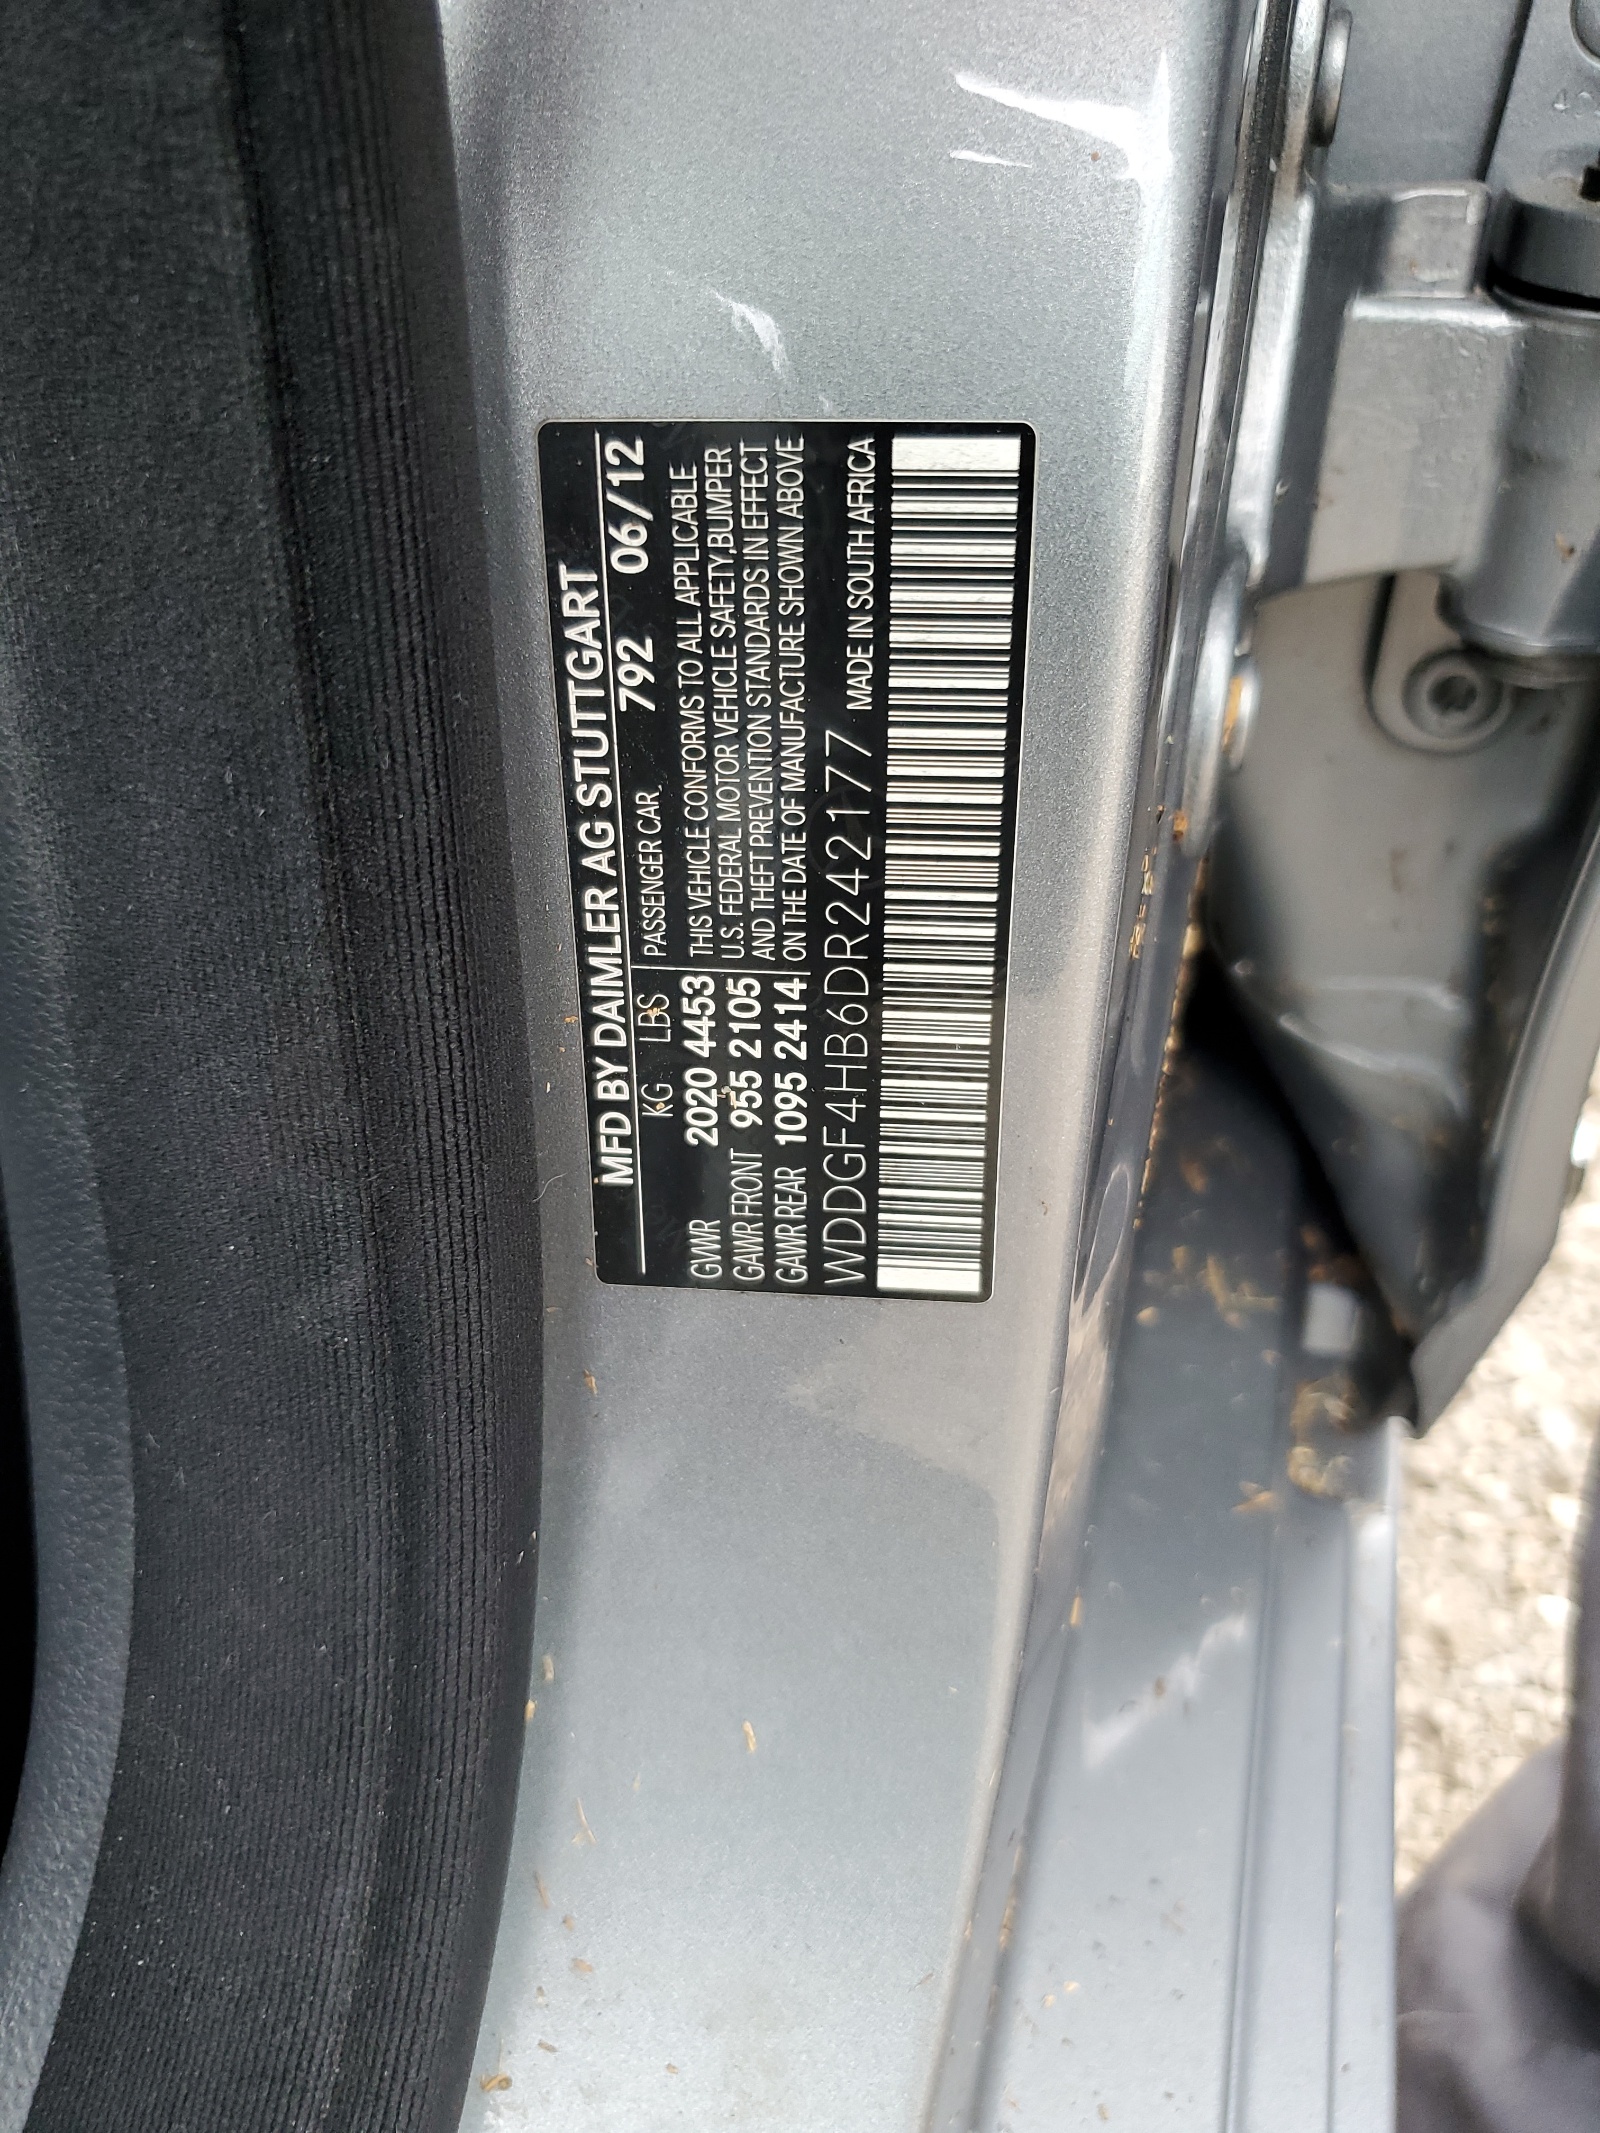 MFD BY DAIMLER AG STUTTGART
KG LBS PASSENGER CAR 792 06/12
GVWR 2020 4453 THIS VEHICLE CONFORMS TO ALL APPLICABLE
GAWR FRONT 955 2105 U.S. FEDERAL MOTOR VEHICLE SAFETY,BUMPER
AND THEFT PREVENTION STANDARDS IN EFFECT
GAWR REAR 1095 2414 ON THE DATE OF MANUFACTURE SHOWN ABOVE
WDDGF4HB6DR242177 MADE IN SOUTH AFRICA